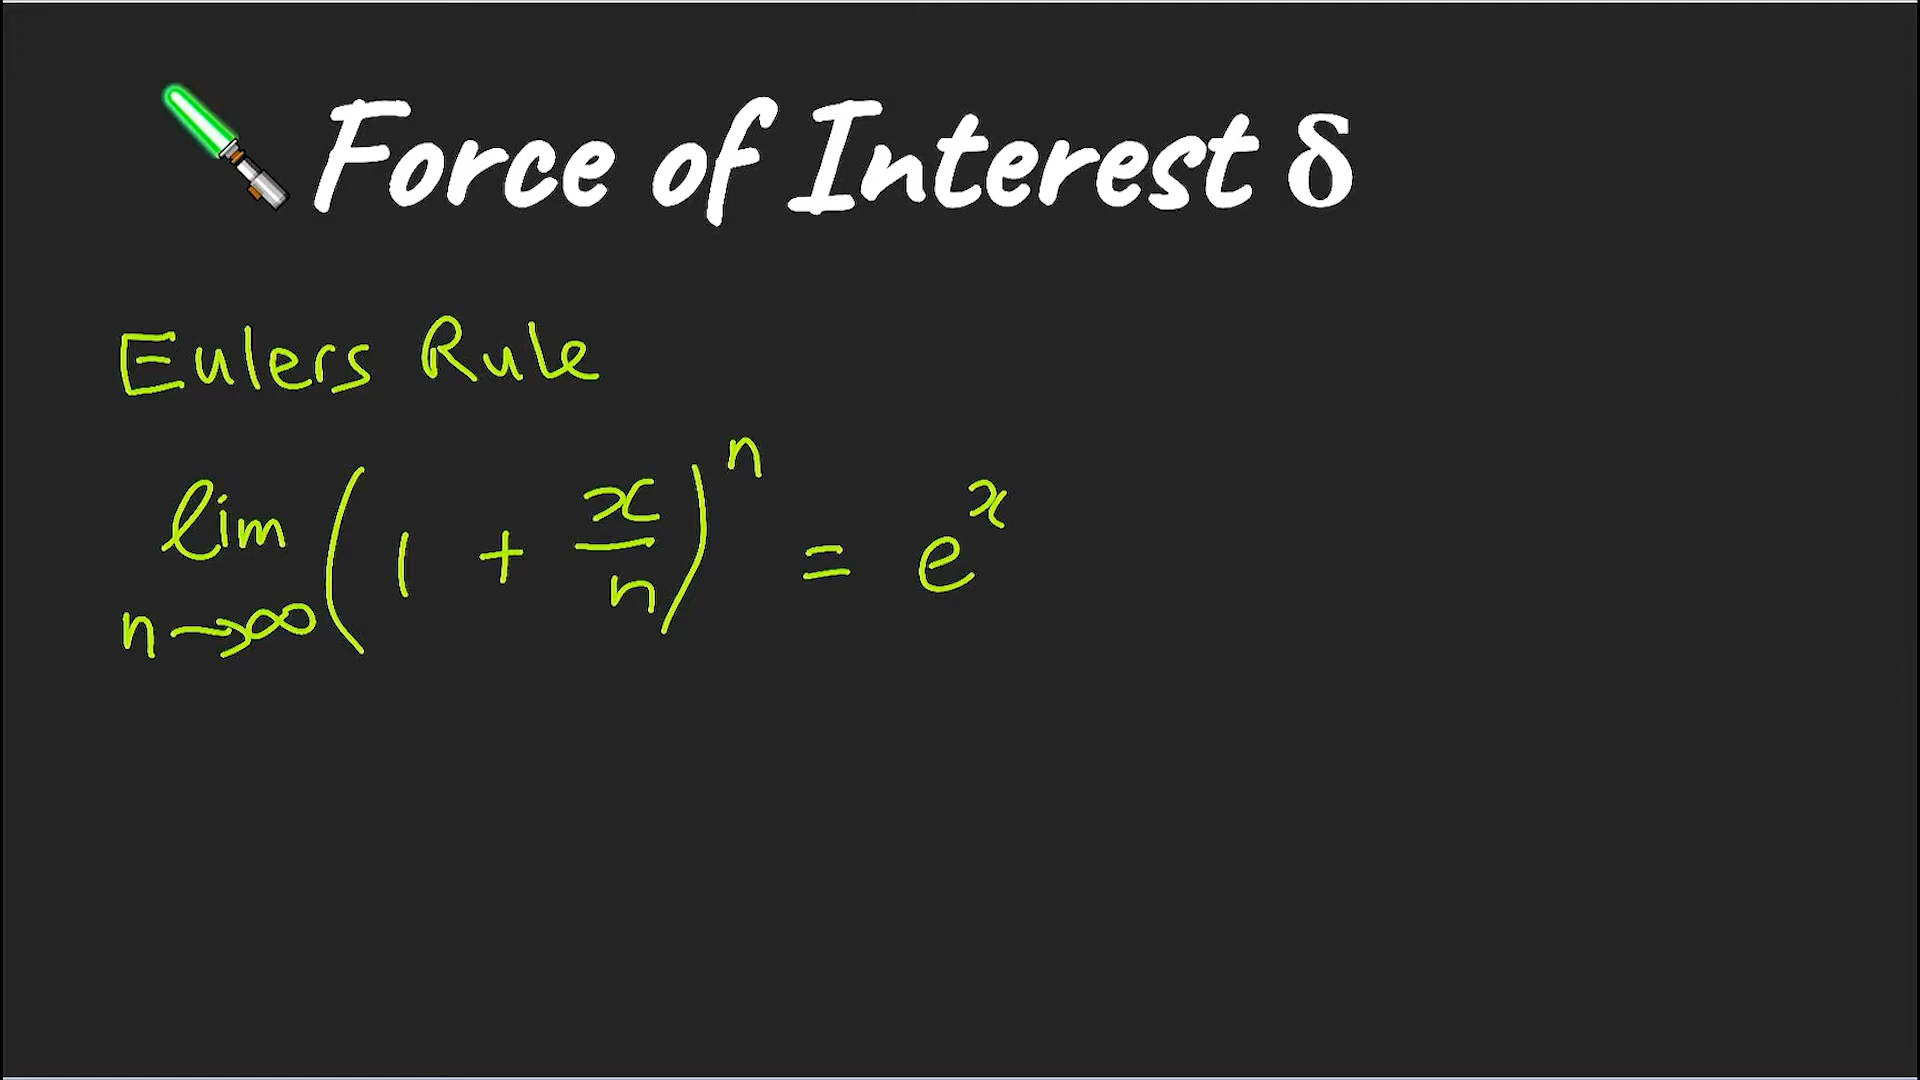 Force of Interest δ
Eulers Rule
lim n→∞ (1 + x/n)^n = e^x